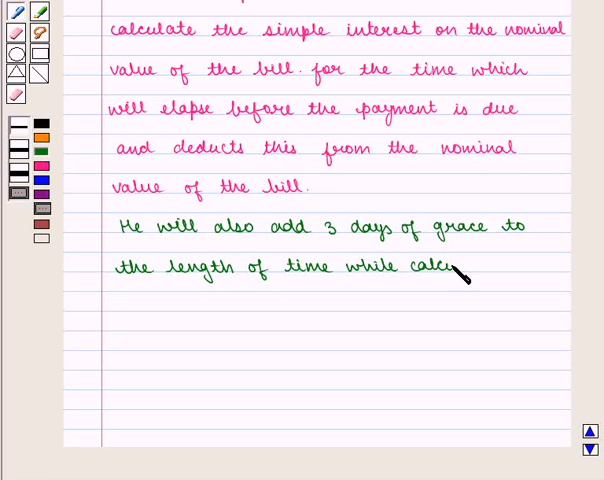 calculate the simple interest on the nominal
value of the bill. for the time which
will elapse before the payment is due
and deducts this from the nominal
value of the bill.
He will also add 3 days of grace to
the length of time while calcu